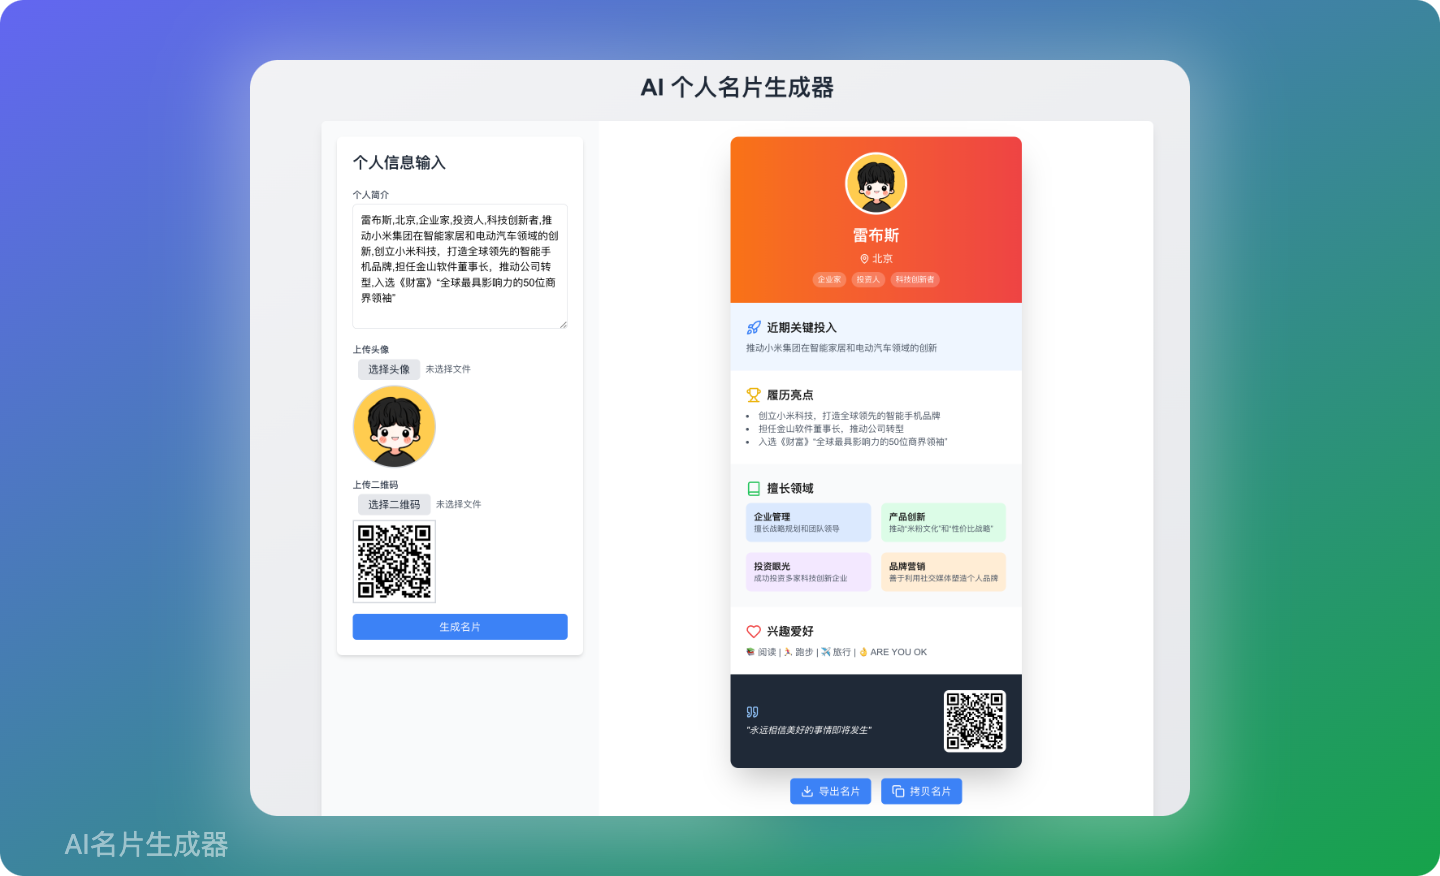 AI 个人名片生成器
个人信息输入
个人简介
雷布斯,北京,企业家,投资人,科技创新者,推
动小米集团在智能家居和电动汽车领域的创
新,创立小米科技，打造全球领先的智能手
机品牌,担任金山软件董事长，推动公司转
型,入选《财富》“全球最具影响力的50位商
界领袖”
上传头像
选择头像 未选择文件
上传二维码
选择二维码 未选择文件
生成名片
雷布斯
北京
企业家 投资人 科技创新者
近期关键投入
推动小米集团在智能家居和电动汽车领域的创新
履历亮点
• 创立小米科技，打造全球领先的智能手机品牌
• 担任金山软件董事长，推动公司转型
• 入选《财富》“全球最具影响力的50位商界领袖”
擅长领域
企业管理
擅长战略规划和团队领导
产品创新
推动“米粉文化”和“性价比战略”
投资眼光
成功投资多家科技创新企业
品牌营销
善于利用社交媒体塑造个人品牌
兴趣爱好
📚 阅读 | 🏃 跑步 | ✈️ 旅行 | 👌 ARE YOU OK
"永远相信美好的事情即将发生"
导出名片 拷贝名片
AI名片生成器